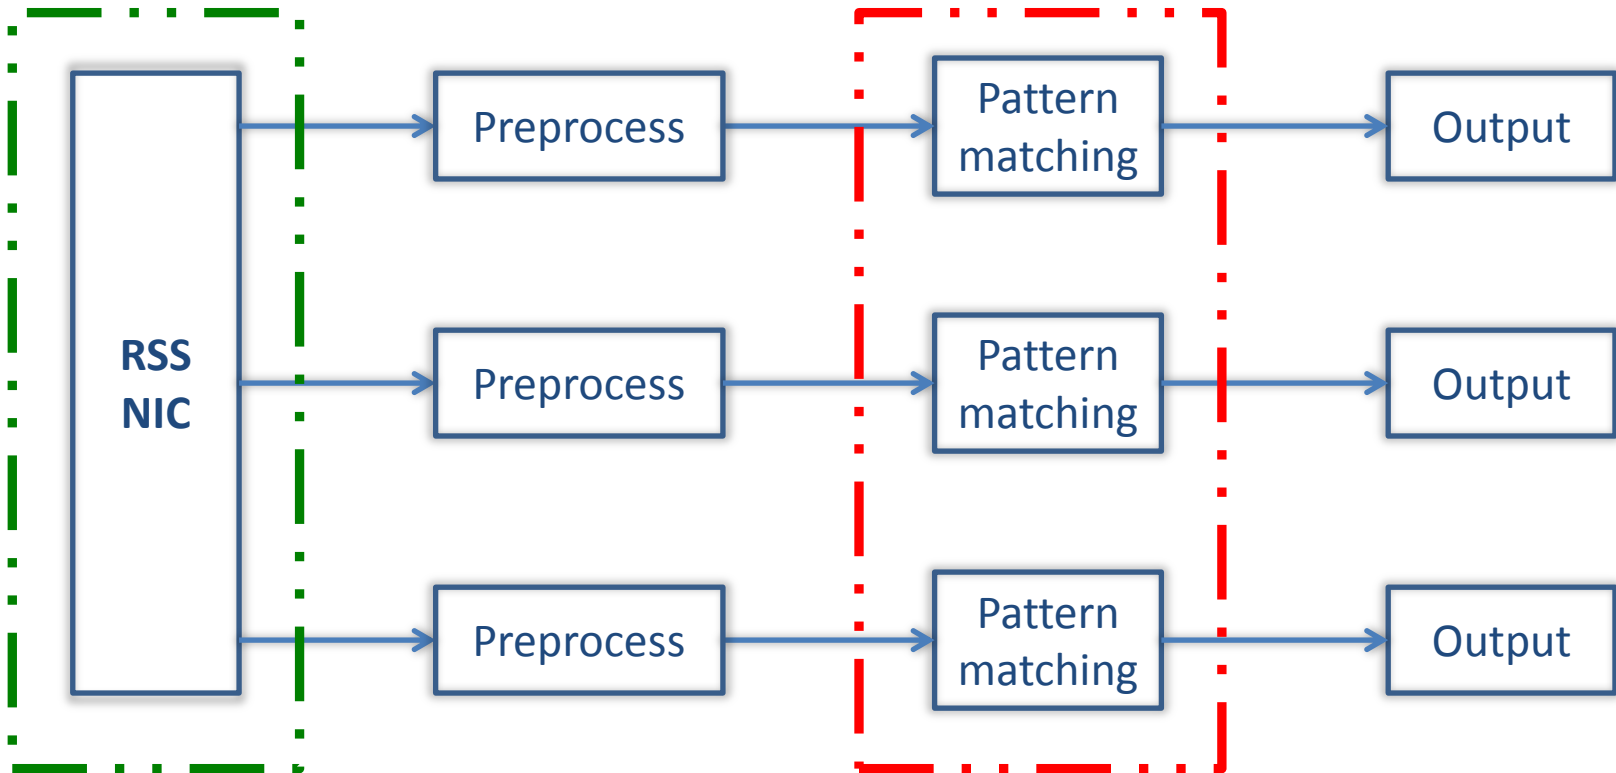 Preprocess
Pattern
matching
Output
RSS
NIC
Preprocess
Pattern
matching
Output
Preprocess
Pattern
matching
Output